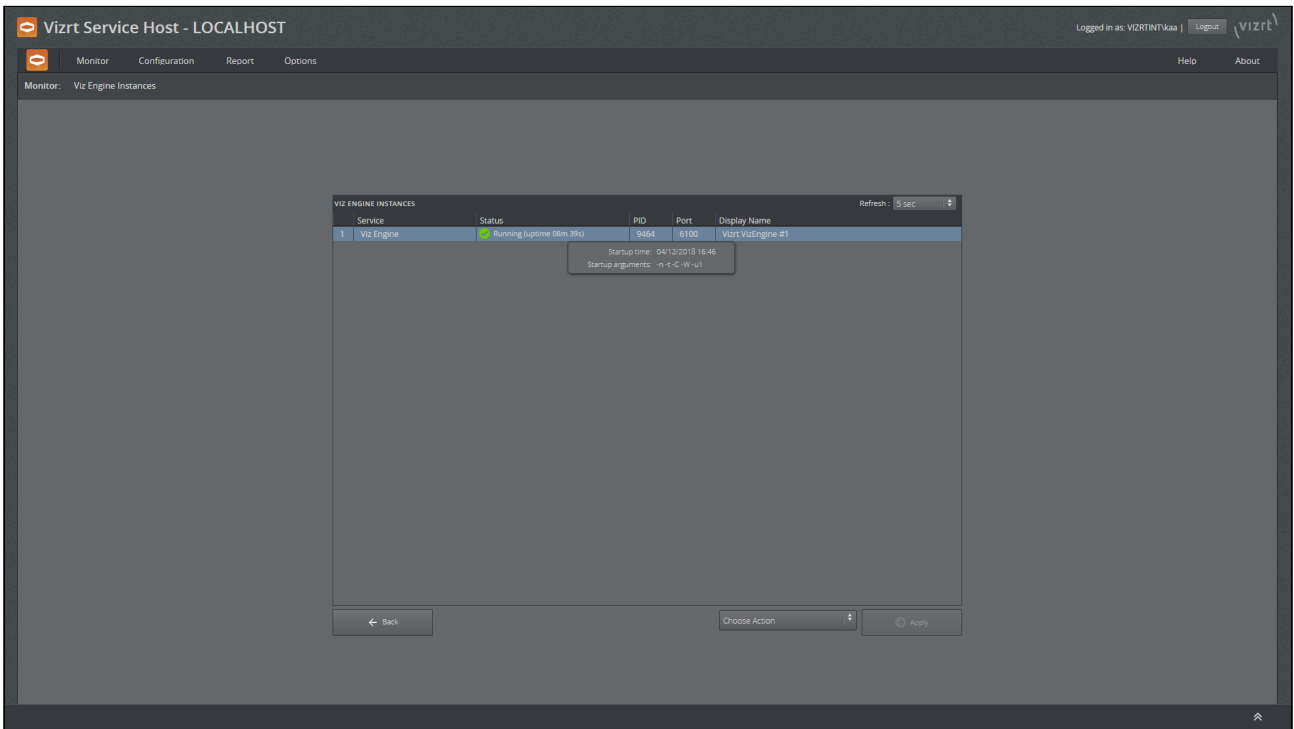 Vizrt Service Host - LOCALHOST
Logged in as: VIZRTINT\kaa | Logout vizrt
Monitor Configuration Report Options Help About
Monitor: Viz Engine Instances
VIZ ENGINE INSTANCES Refresh : 5 sec
Service Status PID Port Display Name
1 Viz Engine Running (uptime 08m 39s) 9464 6100 Vizrt VizEngine #1
Startup time: 04/12/2018 16:46
Startup arguments: -n -t -C -W -u1
Back Choose Action Apply